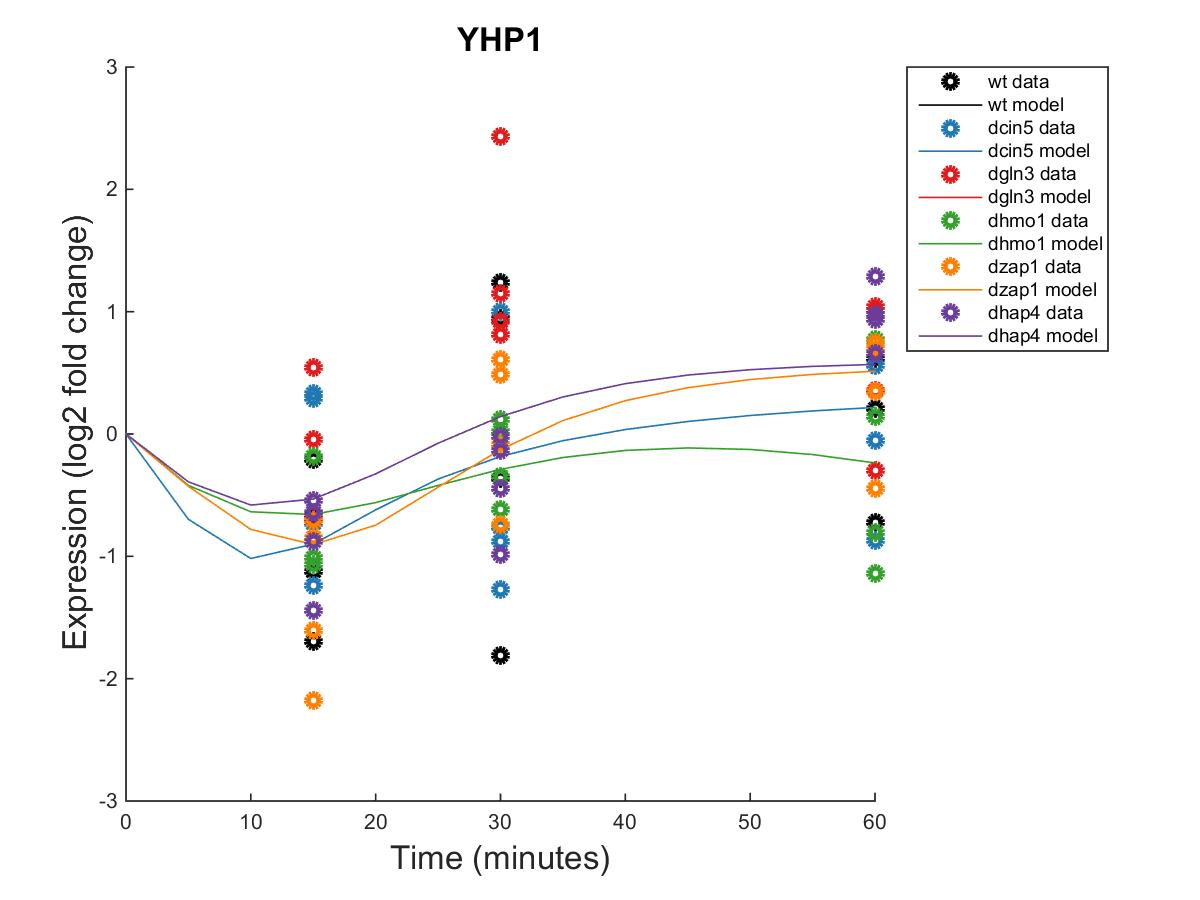 YHP1
3
2
1
0
-1
-2
-3
Expression (log2 fold change)
0 10 20 30 40 50 60
Time (minutes)
wt data
wt model
dcin5 data
dcin5 model
dgln3 data
dgln3 model
dhmo1 data
dhmo1 model
dzap1 data
dzap1 model
dhap4 data
dhap4 model